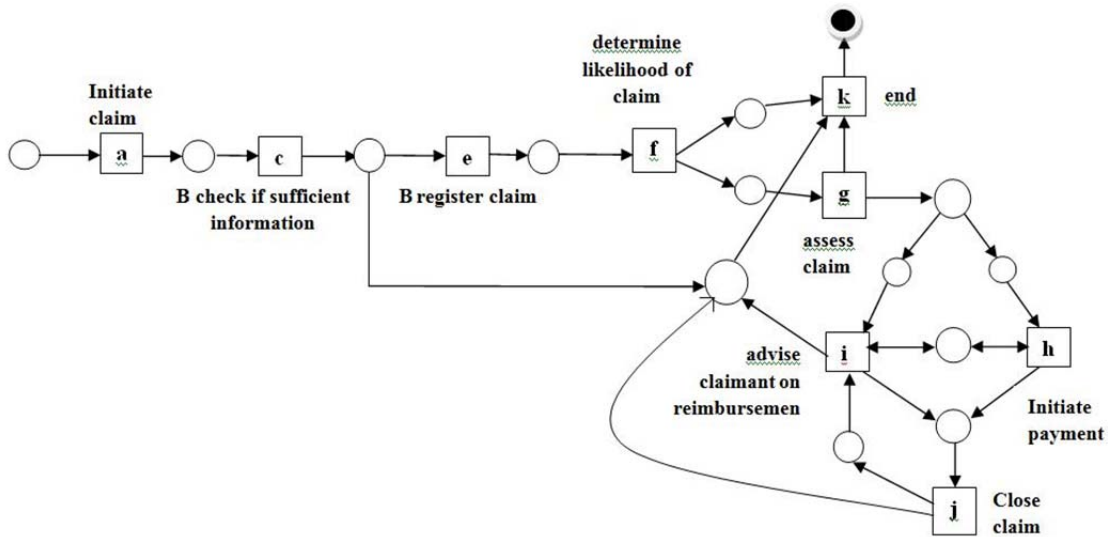 determine
likelihood of
claim
Initiate
claim
k
end
a
c
e
f
B check if sufficient
information
B register claim
g
assess
claim
i
h
advise
claimant on
reimbursemen
Initiate
payment
j
Close
claim